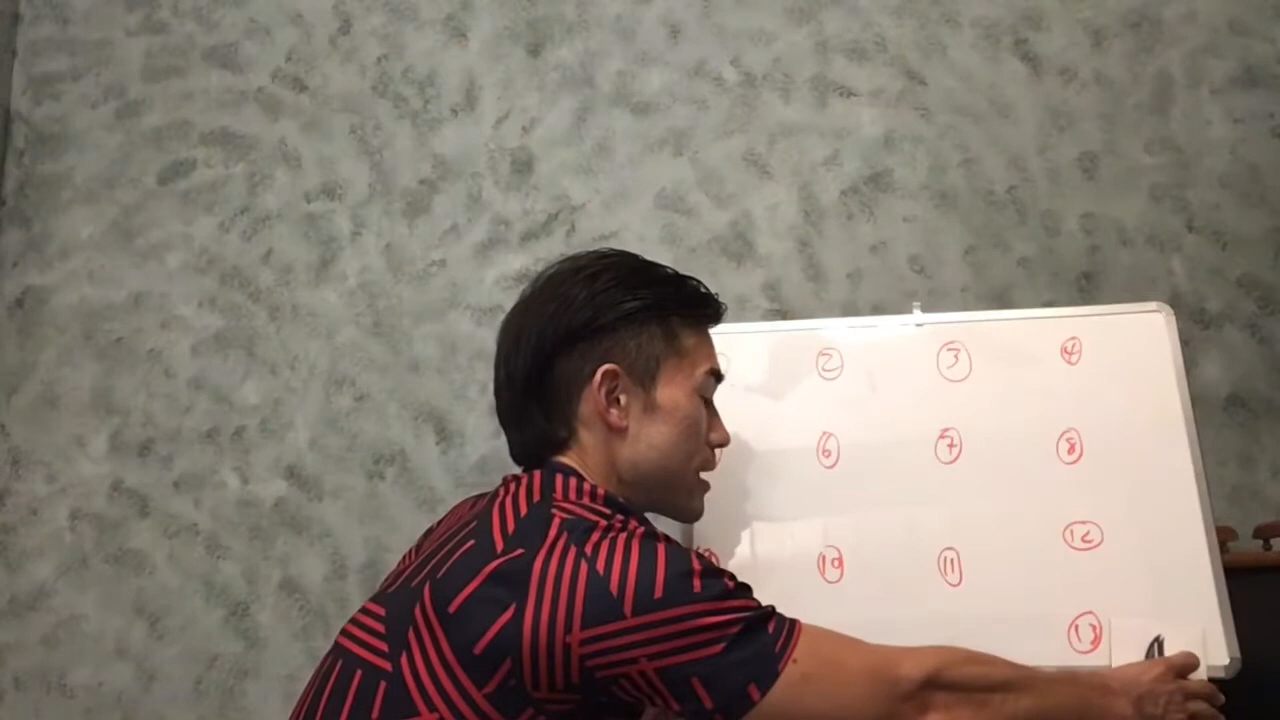 ② ③ ④
⑥ ⑦ ⑧
⑩ ⑪ ⑫
⑬